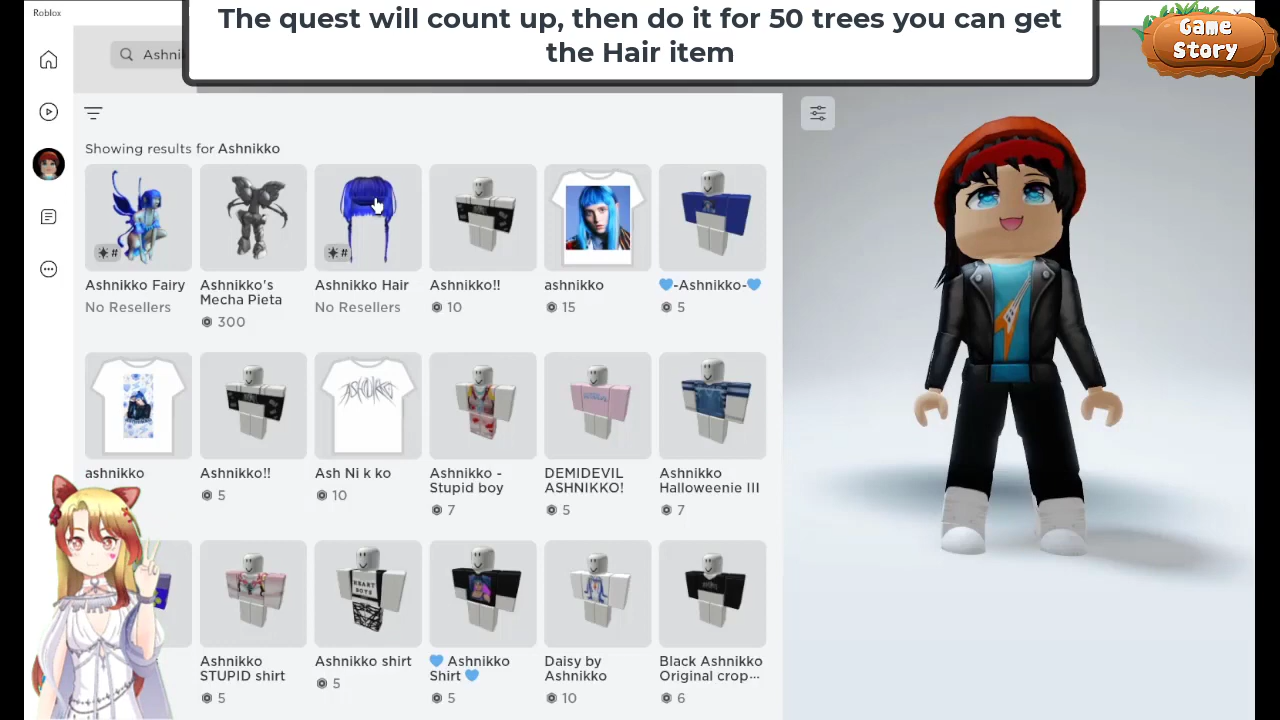 Roblox
The quest will count up, then do it for 50 trees you can get
the Hair item
Game
Story
Ashni
Showing results for Ashnikko
#
#
Ashnikko Fairy
No Resellers
Ashnikko's
Mecha Pieta
300
Ashnikko Hair
No Resellers
Ashnikko!!
10
ashnikko
15
💙-Ashnikko-💙
5
ashnikko
Ashnikko!!
5
Ash Ni k ko
10
Ashnikko -
Stupid boy
7
DEMIDEVIL
ASHNIKKO!
5
Ashnikko
Halloweenie III
7
HEART
BOYS
Ashnikko
STUPID shirt
5
Ashnikko shirt
5
💙 Ashnikko
Shirt 💙
5
Daisy by
Ashnikko
10
Black Ashnikko
Original crop...
6